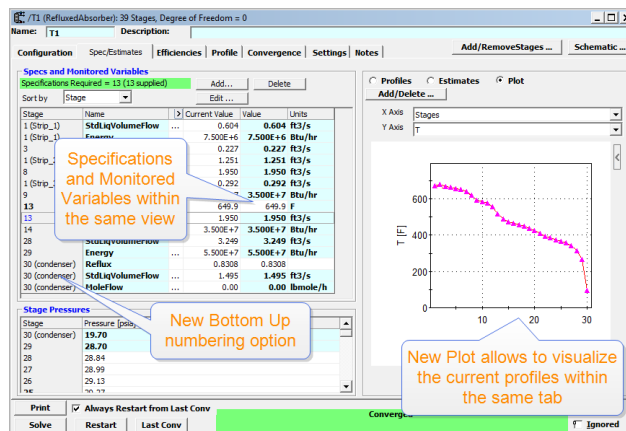 /T1 (RefluxedAbsorber): 39 Stages, Degree of Freedom = 0
Name: T1 Description:
Configuration Spec/Estimates Efficiencies Profile Convergence Settings Notes Add/RemoveStages ... Schematic ...
Specs and Monitored Variables
Specifications Required = 13 (13 supplied) Add... Delete
Sort by Stage Edit ...
Stage Name > Current Value Value Units
1 (Strip_1) StdLiqVolumeFlow ... 0.604 0.604 ft3/s
1 (Strip_1) Energy 7.500E+6 7.500E+6 Btu/hr
3 0.227 0.227 ft3/s
1 (Strip_ 1.251 1.251 ft3/s
8 1.950 1.950 ft3/s
1 (Strip_ 0.292 0.292 ft3/s
9 3.500E+7 Btu/hr
13 649.9 649.9 F
13 1.950 1.950 ft3/s
14 3.500E+7 3.500E+7 Btu/hr
28 StdLiqVolumeFlow ... 3.249 3.249 ft3/s
29 Energy ... 5.500E+7 5.500E+7 Btu/hr
30 (condenser) Reflux 0.8308 0.8308
30 (condenser) StdLiqVolumeFlow ... 1.495 1.495 ft3/s
30 (condenser) MoleFlow ... 0.00 0.00 lbmole/h
Specifications
and Monitored
Variables within
the same view
Stage Pressures
Stage Pressure [psia]
30 (condenser) 19.70
29 28.70
28 28.84
27 28.99
26 29.13
New Bottom Up
numbering option
Profiles Estimates Plot
Add/Delete ...
X Axis Stages
Y Axis T
<
T [F]
600
400
200
0
10 20 30
New Plot allows to visualize
the current profiles within
the same tab
Print Always Restart from Last Conv
Converged
Solve Restart Last Conv Ignored